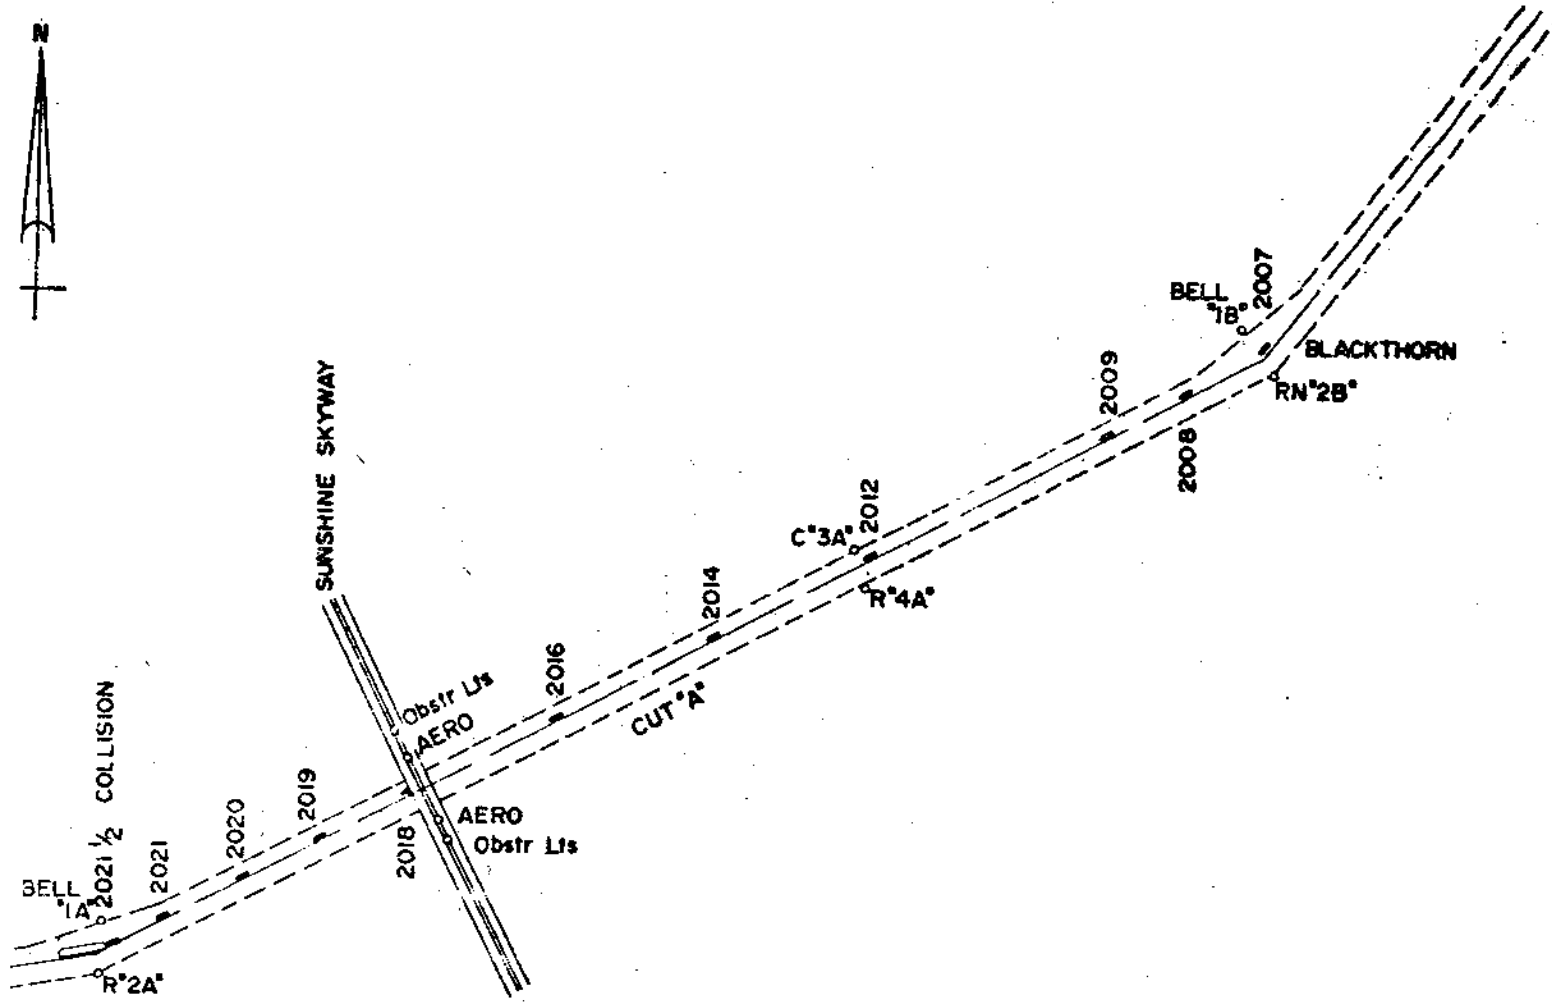 N
2007
BELL
"1B"
BLACKTHORN
RN"2B"
2009
2008
SUNSHINE SKYWAY
C"3A"
2012
R"4A"
2014
2016
CUT "A"
Obstr Lts
AERO
AERO
Obstr Lts
2018
2019
2020
2021
2021 1/2 COLLISION
BELL
"1A"
R"2A"